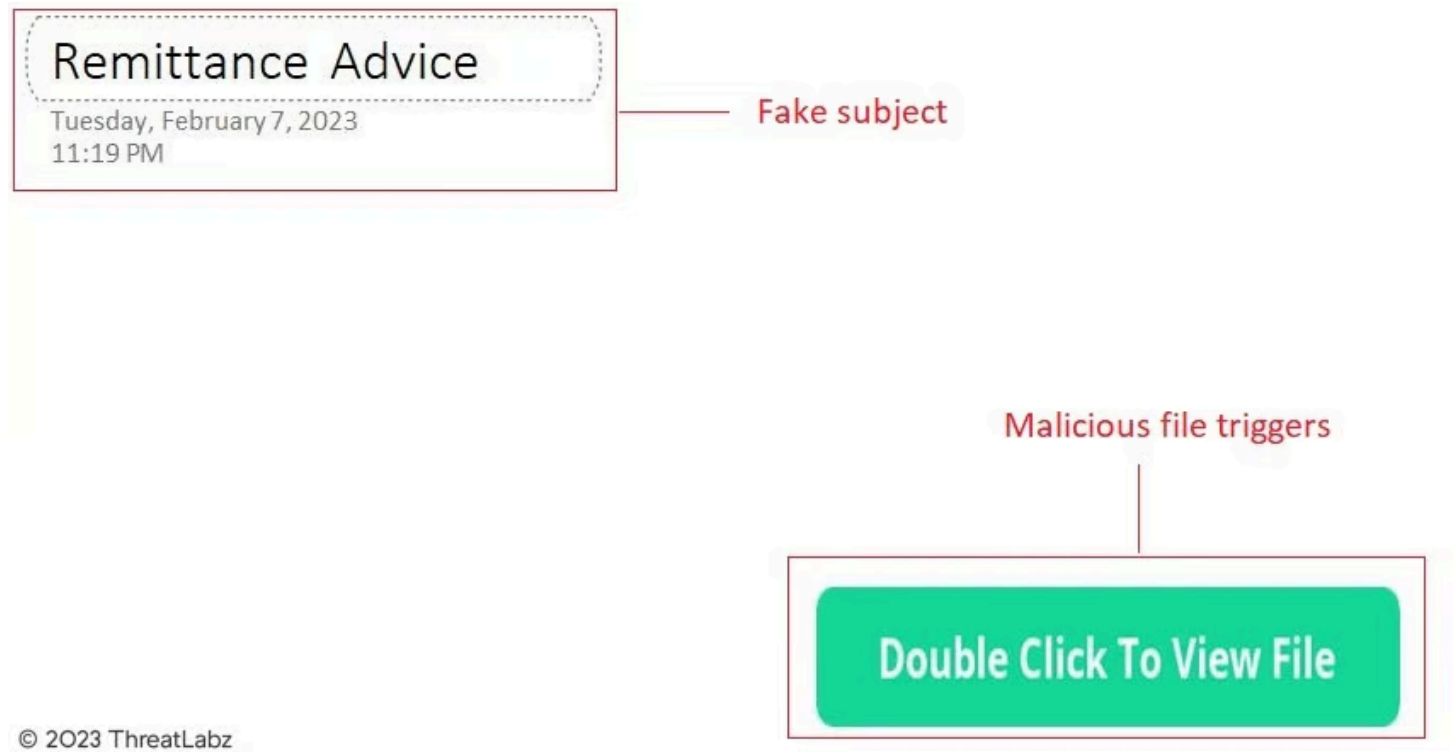 Remittance Advice
Tuesday, February 7, 2023
11:19 PM
Fake subject
Malicious file triggers
Double Click To View File
© 2023 ThreatLabz